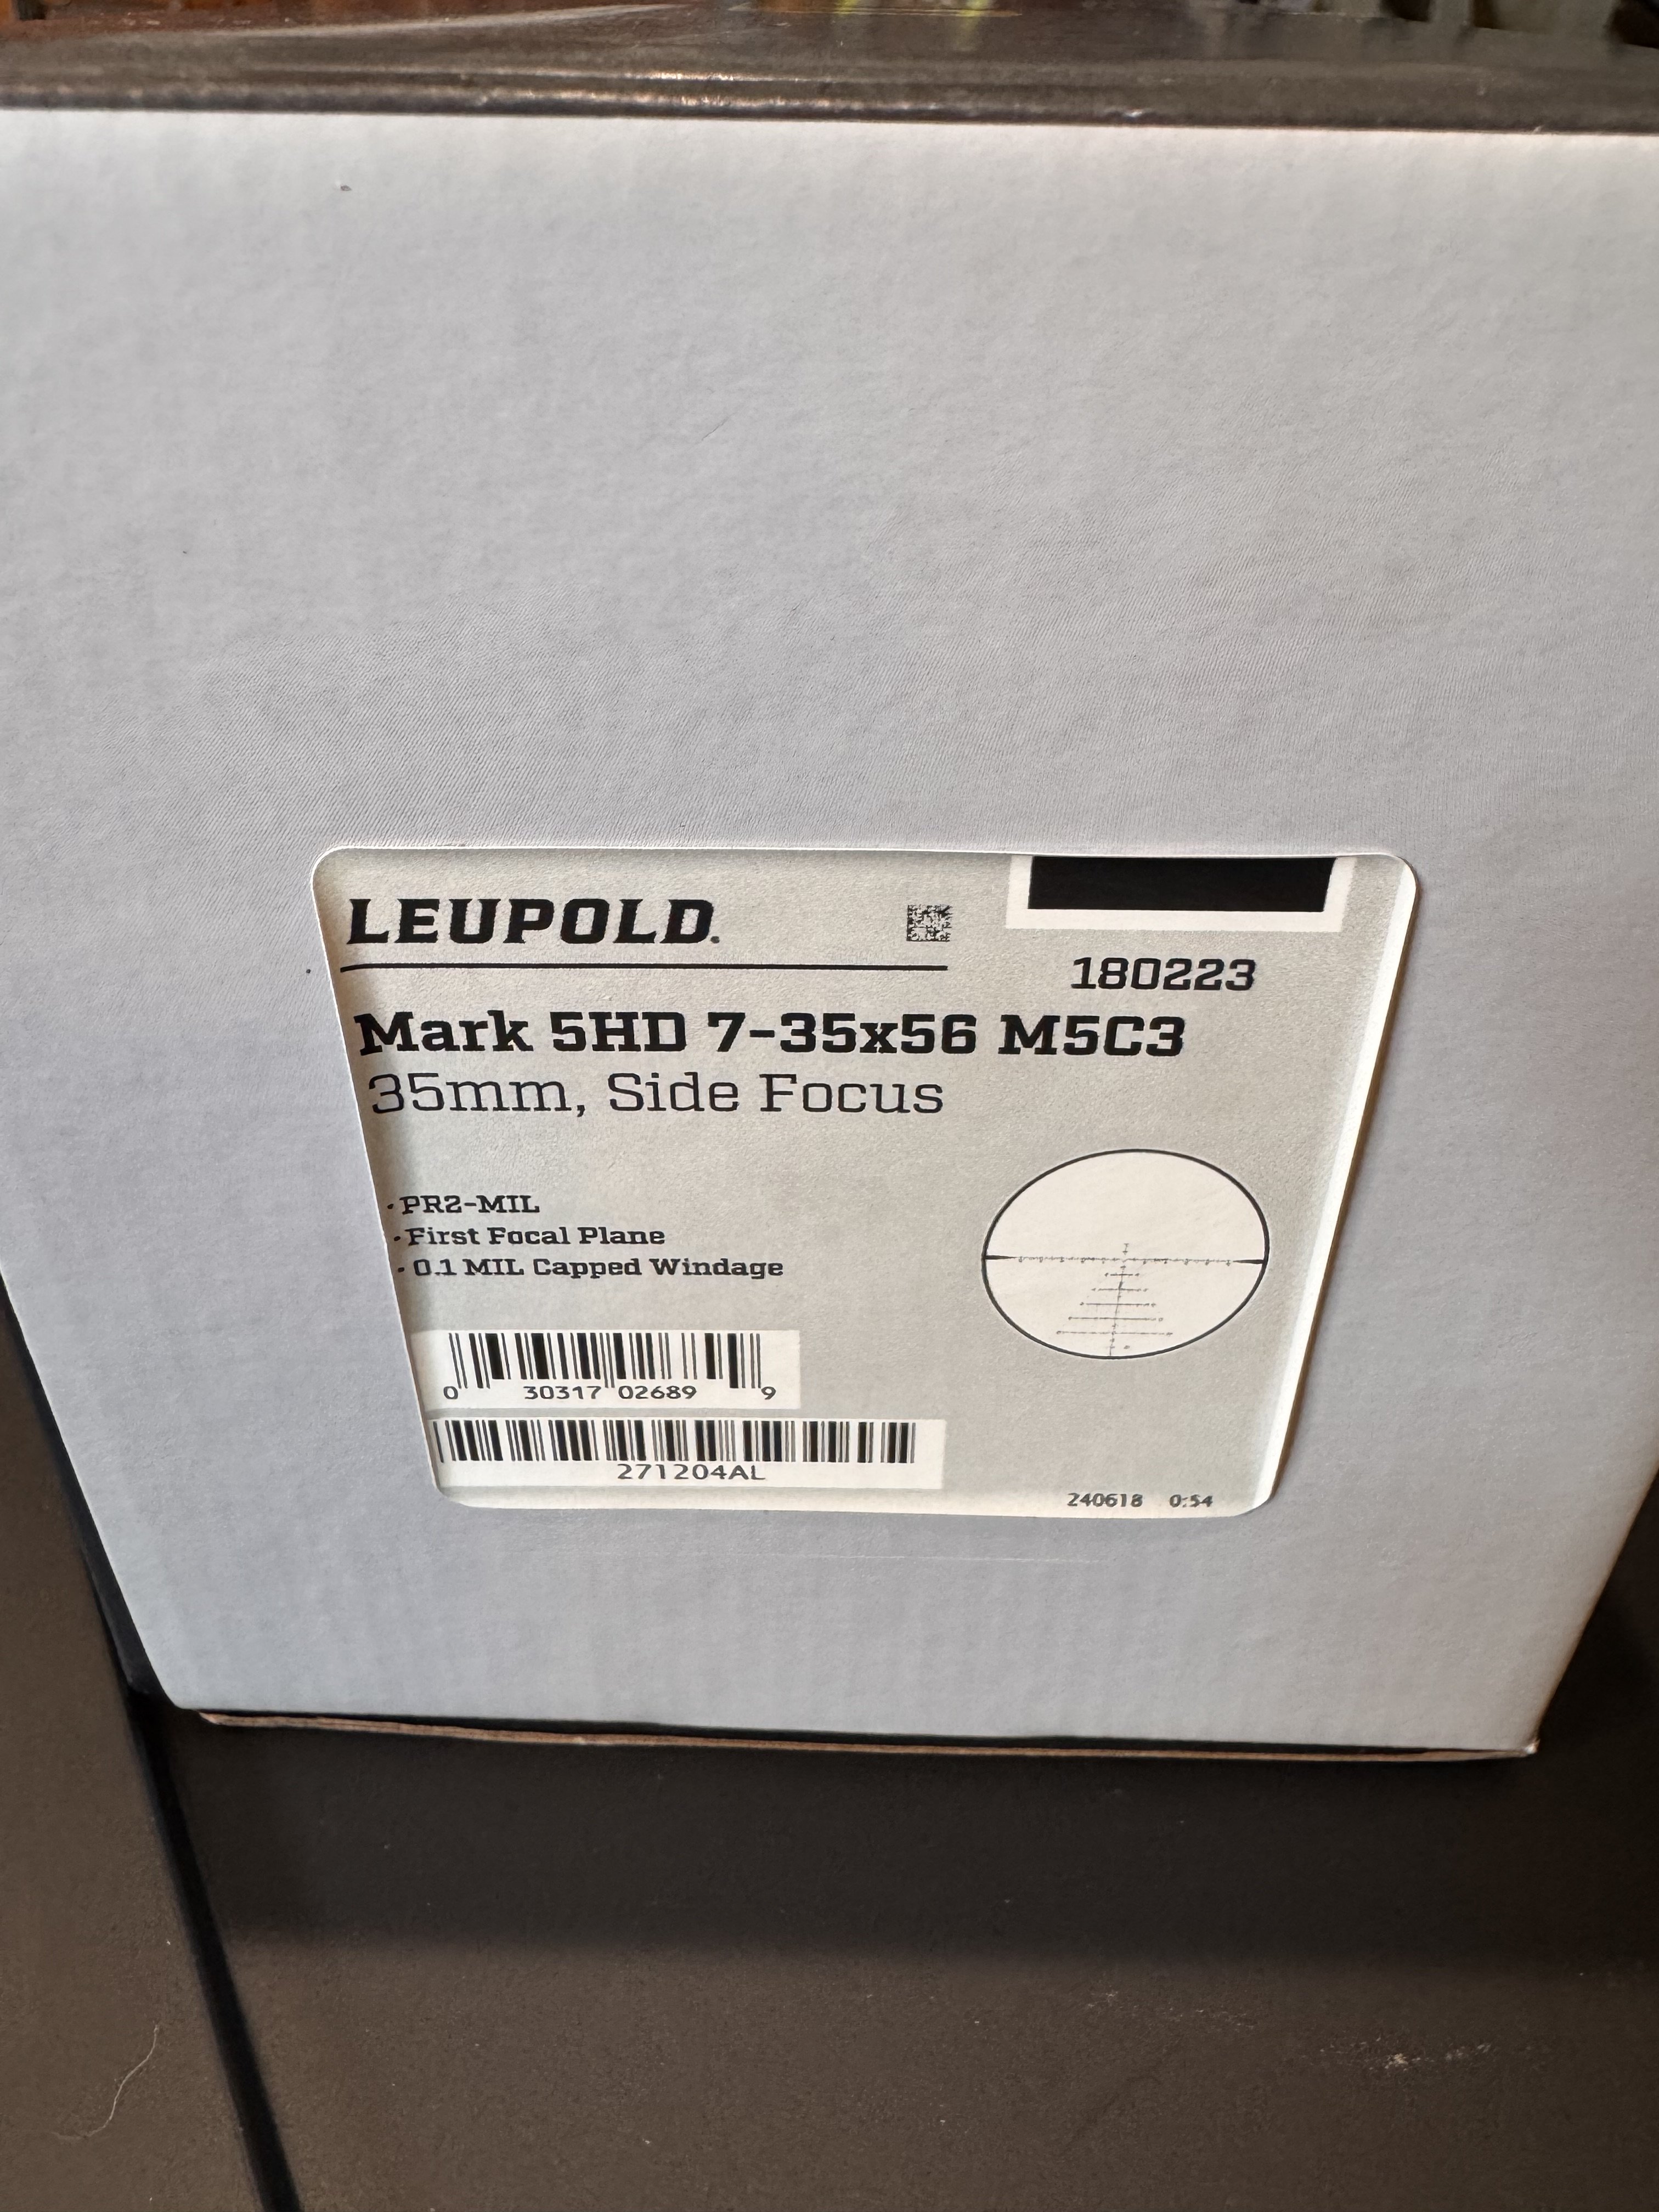 LEUPOLD.
180223
Mark 5HD 7-35x56 M5C3
35mm, Side Focus
· PR2-MIL
· First Focal Plane
· 0.1 MIL Capped Windage
0 30317 02689 9
271204AL
240618 0:54